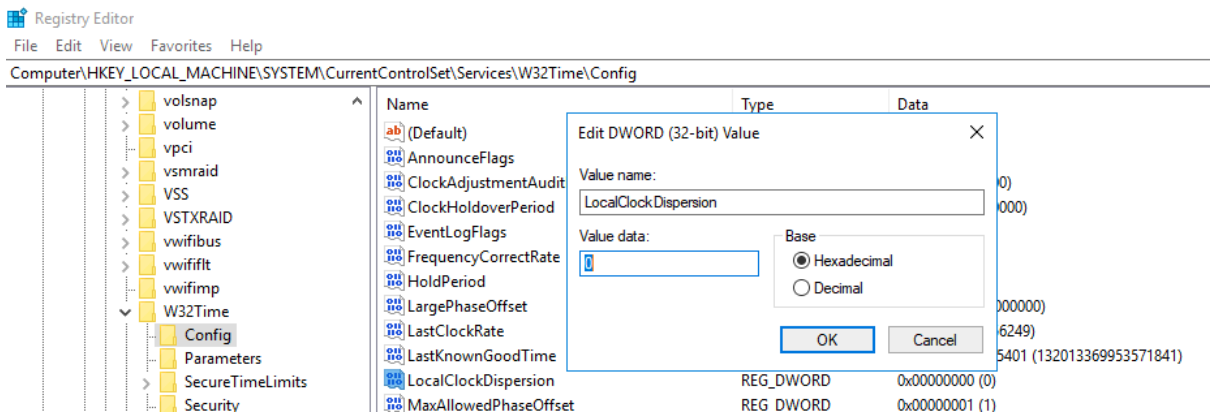 Registry Editor
File Edit View Favorites Help
Computer\HKEY_LOCAL_MACHINE\SYSTEM\CurrentControlSet\Services\W32Time\Config
volsnap
volume
vpci
vsmraid
VSS
VSTXRAID
vwifibus
vwififlt
vwifimp
W32Time
Config
Parameters
SecureTimeLimits
Security
Name Type Data
(Default)
AnnounceFlags
ClockAdjustmentAudit 0)
ClockHoldoverPeriod 000)
EventLogFlags
FrequencyCorrectRate
HoldPeriod
LargePhaseOffset 000000)
LastClockRate 6249)
LastKnownGoodTime 5401 (132013369953571841)
LocalClockDispersion REG_DWORD 0x00000000 (0)
MaxAllowedPhaseOffset REG_DWORD 0x00000001 (1)
Edit DWORD (32-bit) Value
Value name:
LocalClockDispersion
Value data:
0
Base
Hexadecimal
Decimal
OK Cancel